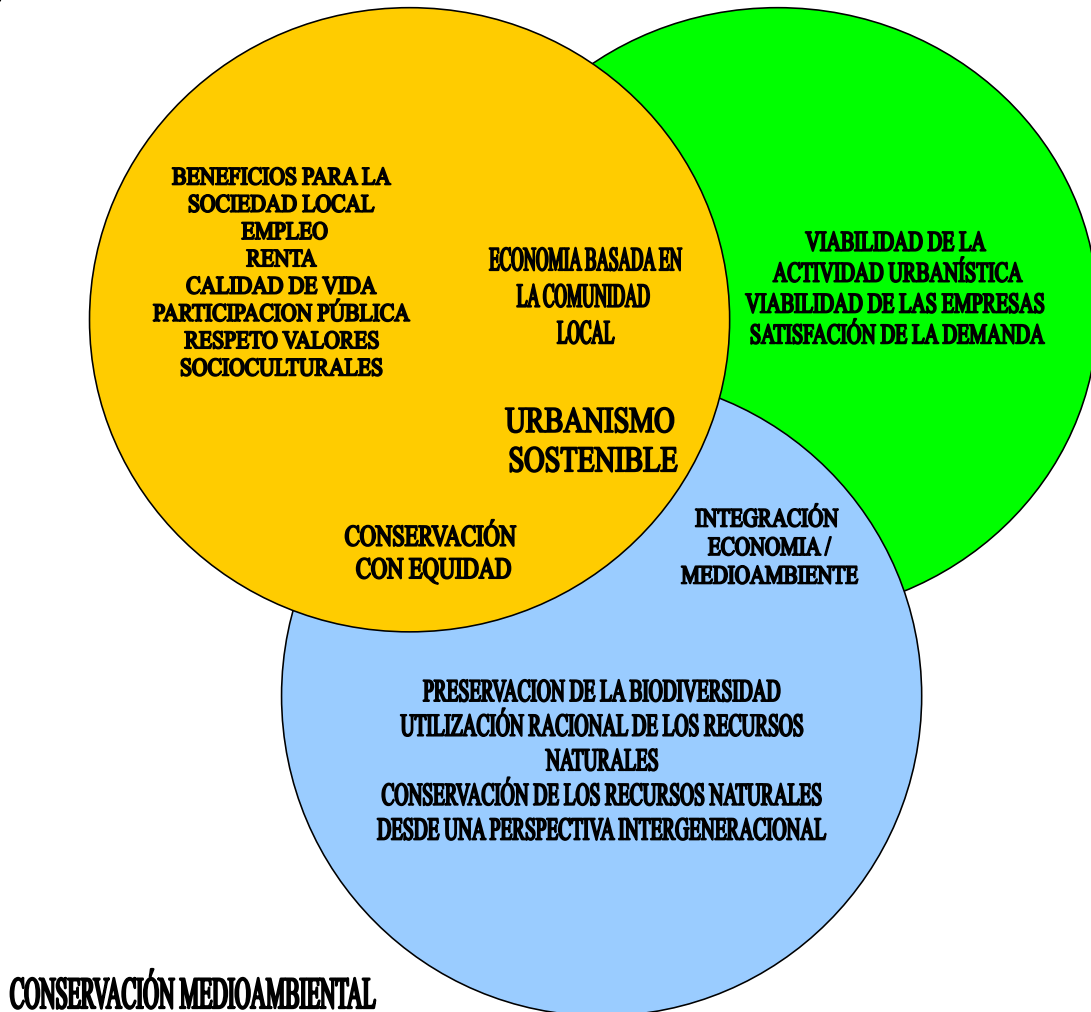 BENEFICIOS PARA LA
SOCIEDAD LOCAL
EMPLEO
RENTA
CALIDAD DE VIDA
PARTICIPACION PÚBLICA
RESPETO VALORES
SOCIOCULTURALES
ECONOMIA BASADA EN
LA COMUNIDAD
LOCAL
VIABILIDAD DE LA
ACTIVIDAD URBANÍSTICA
VIABILIDAD DE LAS EMPRESAS
SATISFACIÓN DE LA DEMANDA
URBANISMO
SOSTENIBLE
CONSERVACIÓN
CON EQUIDAD
INTEGRACIÓN
ECONOMIA /
MEDIOAMBIENTE
PRESERVACION DE LA BIODIVERSIDAD
UTILIZACIÓN RACIONAL DE LOS RECURSOS
NATURALES
CONSERVACIÓN DE LOS RECURSOS NATURALES
DESDE UNA PERSPECTIVA INTERGENERACIONAL
CONSERVACIÓN MEDIOAMBIENTAL